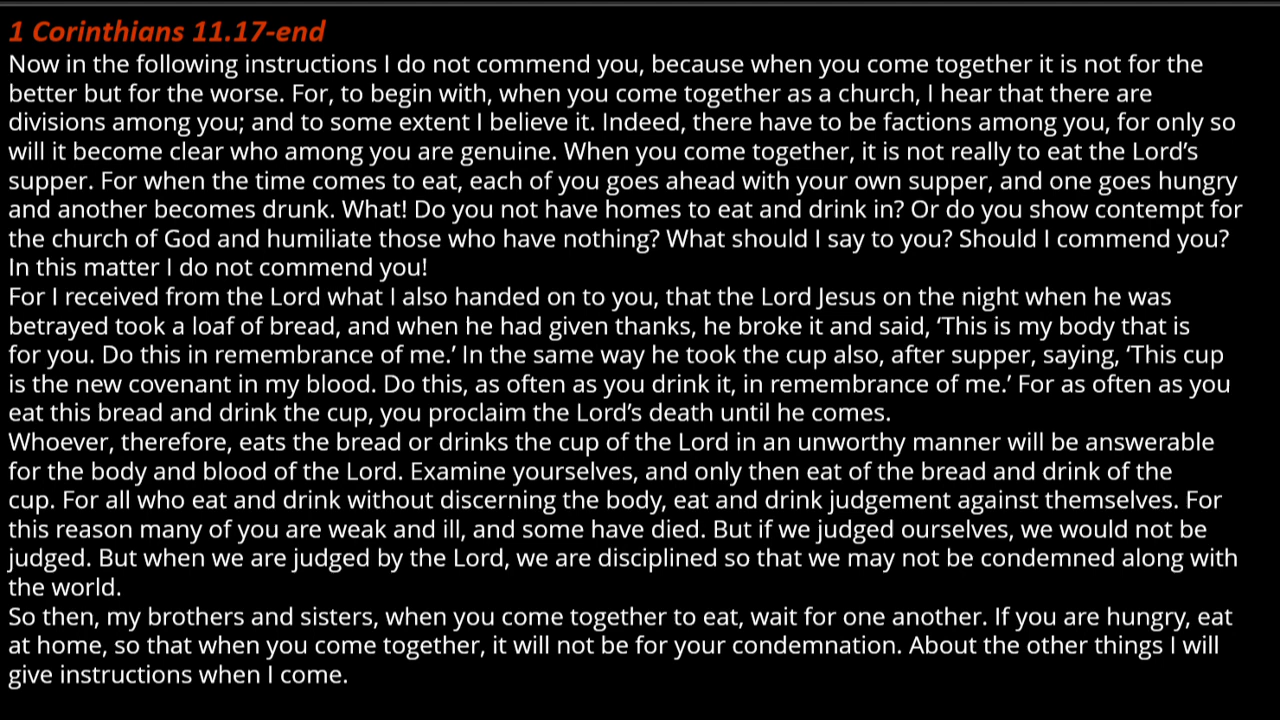 1 Corinthians 11.17-end
Now in the following instructions I do not commend you, because when you come together it is not for the
better but for the worse. For, to begin with, when you come together as a church, I hear that there are
divisions among you; and to some extent I believe it. Indeed, there have to be factions among you, for only so
will it become clear who among you are genuine. When you come together, it is not really to eat the Lord’s
supper. For when the time comes to eat, each of you goes ahead with your own supper, and one goes hungry
and another becomes drunk. What! Do you not have homes to eat and drink in? Or do you show contempt for
the church of God and humiliate those who have nothing? What should I say to you? Should I commend you?
In this matter I do not commend you!
For I received from the Lord what I also handed on to you, that the Lord Jesus on the night when he was
betrayed took a loaf of bread, and when he had given thanks, he broke it and said, ‘This is my body that is
for you. Do this in remembrance of me.’ In the same way he took the cup also, after supper, saying, ‘This cup
is the new covenant in my blood. Do this, as often as you drink it, in remembrance of me.’ For as often as you
eat this bread and drink the cup, you proclaim the Lord’s death until he comes.
Whoever, therefore, eats the bread or drinks the cup of the Lord in an unworthy manner will be answerable
for the body and blood of the Lord. Examine yourselves, and only then eat of the bread and drink of the
cup. For all who eat and drink without discerning the body, eat and drink judgement against themselves. For
this reason many of you are weak and ill, and some have died. But if we judged ourselves, we would not be
judged. But when we are judged by the Lord, we are disciplined so that we may not be condemned along with
the world.
So then, my brothers and sisters, when you come together to eat, wait for one another. If you are hungry, eat
at home, so that when you come together, it will not be for your condemnation. About the other things I will
give instructions when I come.